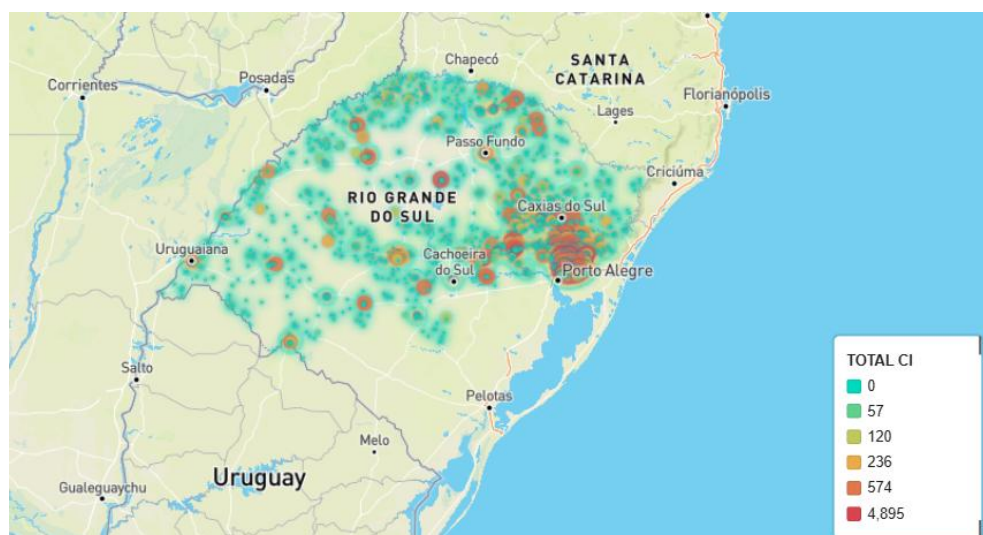 Chapecó
SANTA
CATARINA
Corrientes
Posadas
Florianópolis
Lages
Passo Fundo
Criciúma
RIO GRANDE
DO SUL
Caxias do Sul
Uruguaiana
Cachoeira
do Sul
Porto Alegre
TOTAL CI
0
57
120
236
574
4,895
Salto
Pelotas
Melo
Uruguay
Gualeguaychu